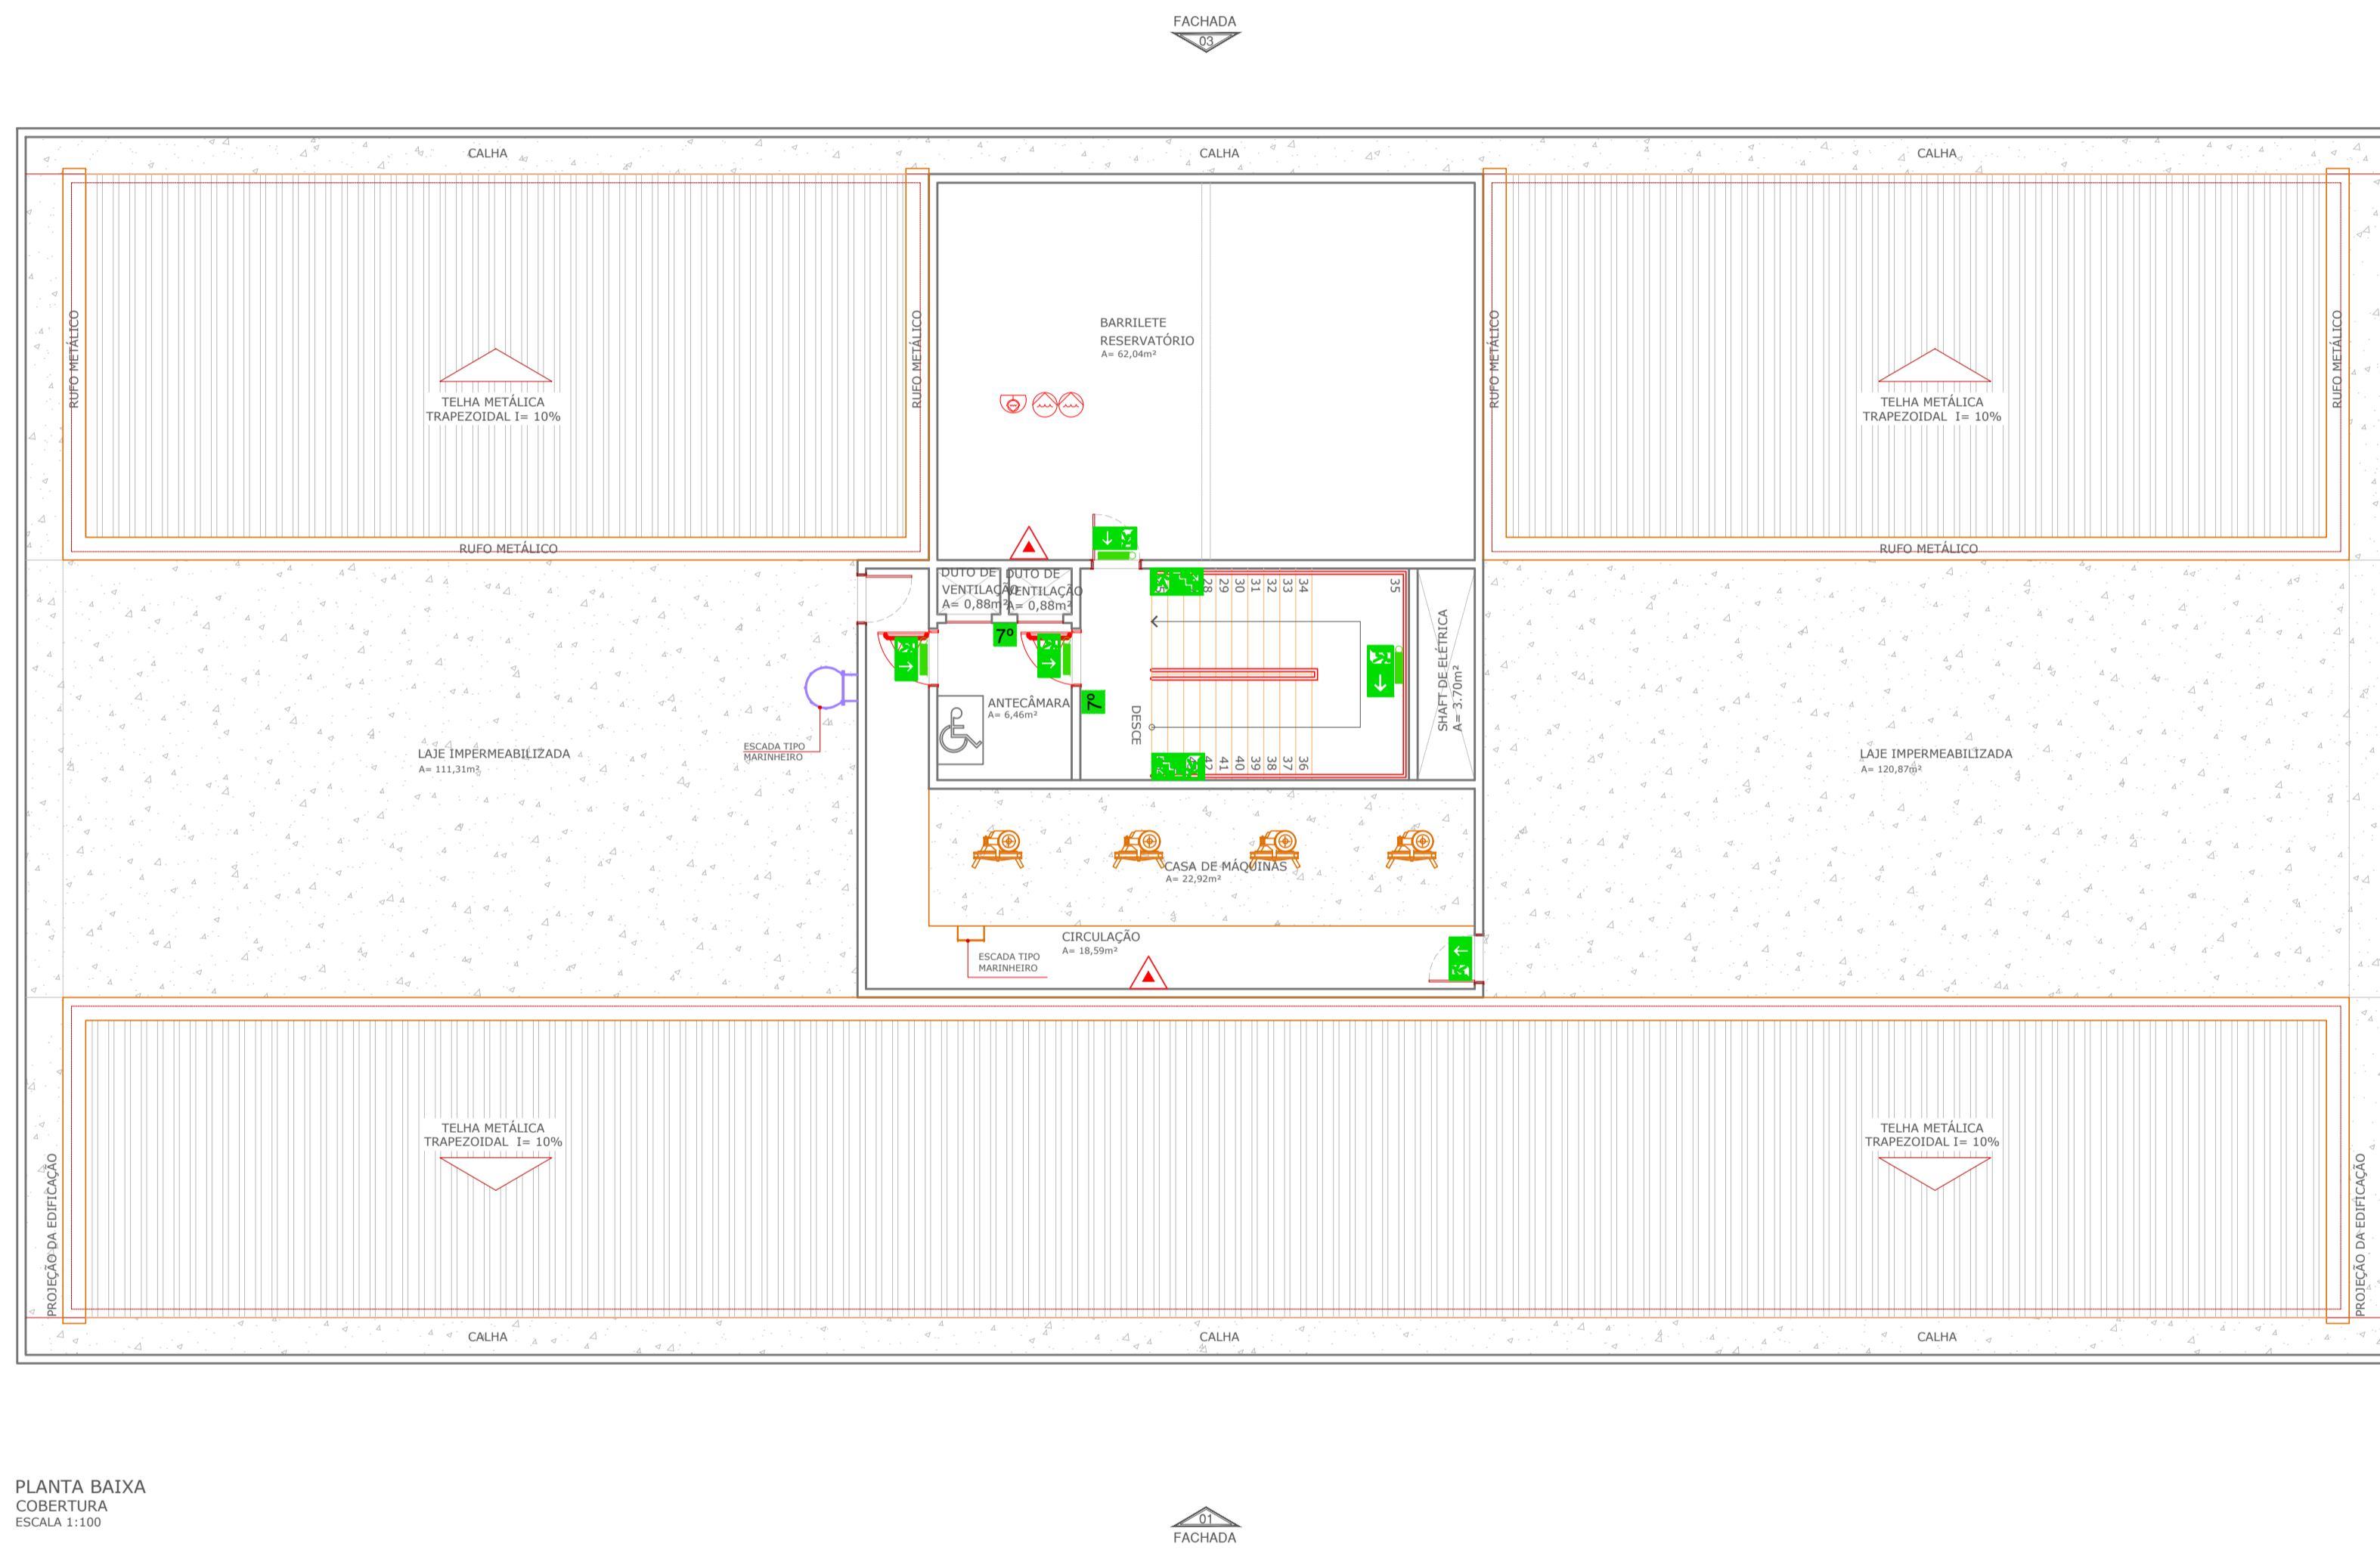 FACHADA
03
CALHA
CALHA
CALHA
RUFO METÁLICO
RUFO METÁLICO
RUFO METÁLICO
RUFO METÁLICO
BARRILETE
RESERVATÓRIO
A= 62,04m²
TELHA METÁLICA
TRAPEZOIDAL I= 10%
TELHA METÁLICA
TRAPEZOIDAL I= 10%
RUFO METÁLICO
RUFO METÁLICO
DUTO DE
VENTILAÇÃO
A= 0,88m²
DUTO DE
VENTILAÇÃO
A= 0,88m²
28
29
30
31
32
33
34
35
7º
7º
ANTECÂMARA
A= 6,46m²
DESCE
SHAFT DE ELÉTRICA
A= 3.70m²
42
41
40
39
38
37
36
ESCADA TIPO
MARINHEIRO
LAJE IMPERMEABILIZADA
A= 111,31m²
LAJE IMPERMEABILIZADA
A= 120,87m²
CASA DE MÁQUINAS
A= 22,92m²
CIRCULAÇÃO
A= 18,59m²
ESCADA TIPO
MARINHEIRO
TELHA METÁLICA
TRAPEZOIDAL I= 10%
TELHA METÁLICA
TRAPEZOIDAL I= 10%
PROJEÇÃO DA EDIFICAÇÃO
PROJEÇÃO DA EDIFICAÇÃO
CALHA
CALHA
CALHA
PLANTA BAIXA
COBERTURA
ESCALA 1:100
01
FACHADA